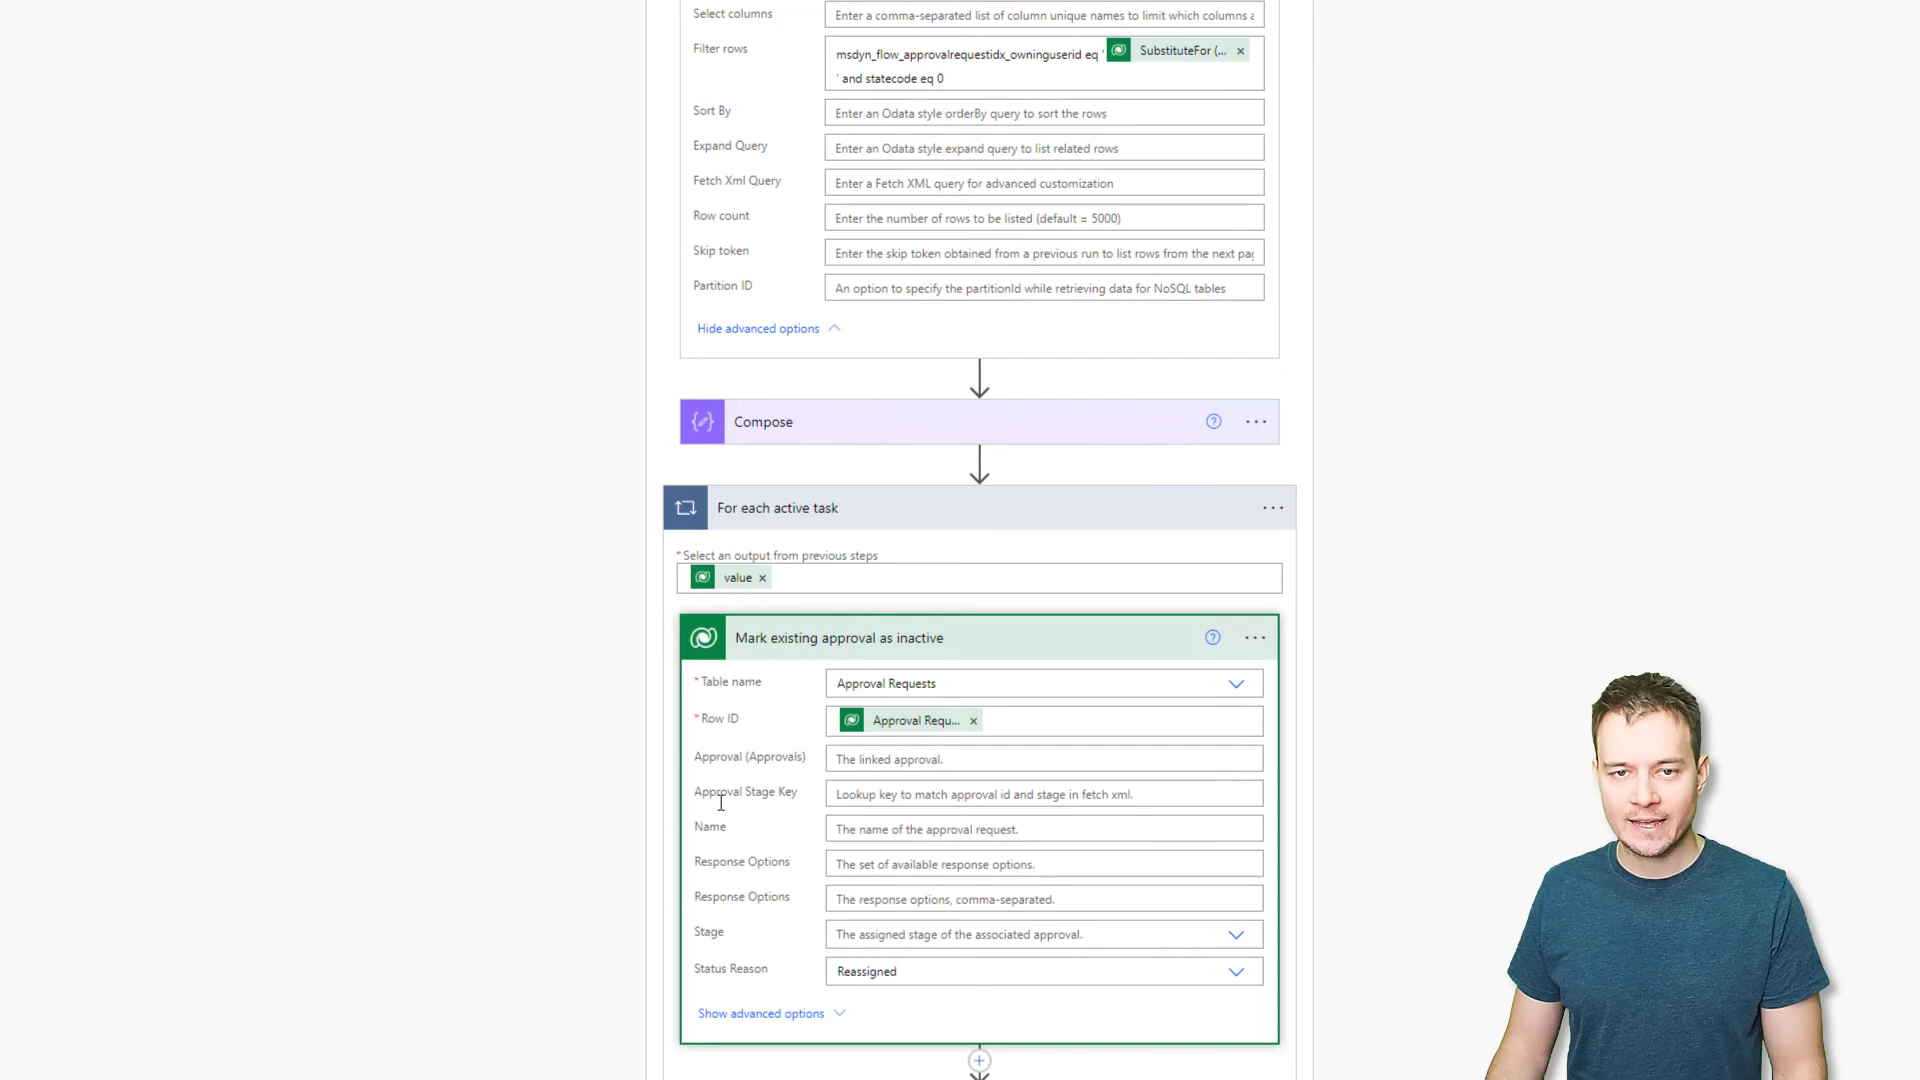 Select columns
Enter a comma-separated list of column unique names to limit which columns a
Filter rows
msdyn_flow_approvalrequestidx_owninguserid eq ' SubstituteFor (... ×
' and statecode eq 0
Sort By
Enter an Odata style orderBy query to sort the rows
Expand Query
Enter an Odata style expand query to list related rows
Fetch Xml Query
Enter a Fetch XML query for advanced customization
Row count
Enter the number of rows to be listed (default = 5000)
Skip token
Enter the skip token obtained from a previous run to list rows from the next pag
Partition ID
An option to specify the partitionId while retrieving data for NoSQL tables
Hide advanced options
Compose
For each active task
* Select an output from previous steps
value ×
Mark existing approval as inactive
* Table name
Approval Requests
* Row ID
Approval Requ... ×
Approval (Approvals)
The linked approval.
Approval Stage Key
Lookup key to match approval id and stage in fetch xml.
Name
The name of the approval request.
Response Options
The set of available response options.
Response Options
The response options, comma-separated.
Stage
The assigned stage of the associated approval.
Status Reason
Reassigned
Show advanced options